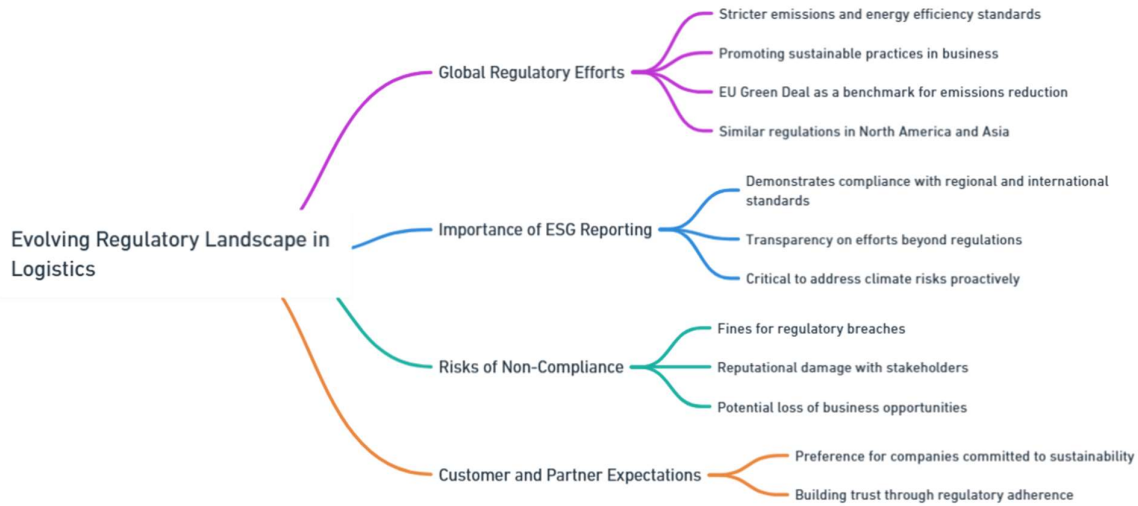 Evolving Regulatory Landscape in
Logistics
Global Regulatory Efforts
Stricter emissions and energy efficiency standards
Promoting sustainable practices in business
EU Green Deal as a benchmark for emissions reduction
Similar regulations in North America and Asia
Importance of ESG Reporting
Demonstrates compliance with regional and international
standards
Transparency on efforts beyond regulations
Critical to address climate risks proactively
Risks of Non-Compliance
Fines for regulatory breaches
Reputational damage with stakeholders
Potential loss of business opportunities
Customer and Partner Expectations
Preference for companies committed to sustainability
Building trust through regulatory adherence